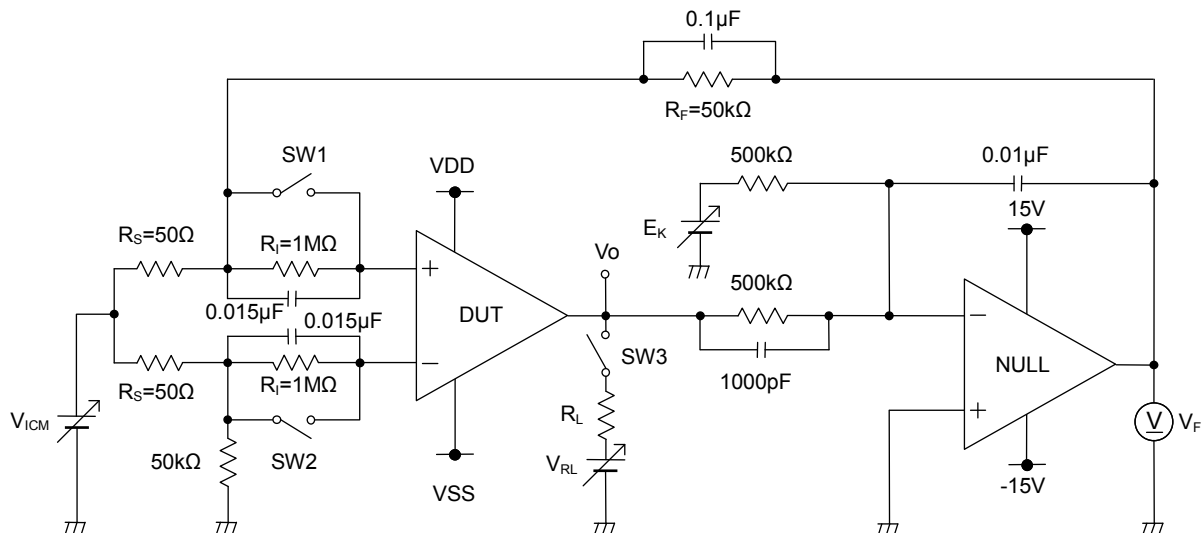 0.1µF
RF=50kΩ
SW1
VDD
500kΩ
0.01µF
15V
EK
RS=50Ω
RI=1MΩ
Vo
+
0.015µF
0.015µF
DUT
500kΩ
−
SW3
NULL
−
RS=50Ω
RI=1MΩ
1000pF
RL
+
V
VF
VICM
50kΩ
SW2
VRL
VSS
-15V